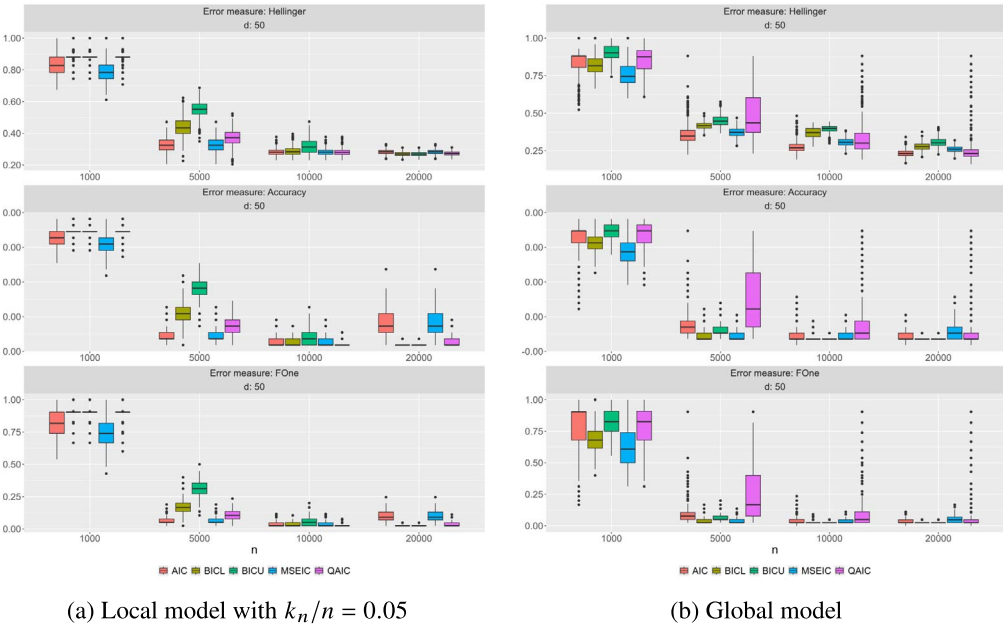 Error measure: Hellinger
d: 50
1.00
0.80
0.60
0.40
0.20
1000 5000 10000 20000
Error measure: Accuracy
d: 50
0.00
0.00
0.00
0.00
0.00
1000 5000 10000 20000
Error measure: FOne
d: 50
1.00
0.75
0.50
0.25
0.00
1000 5000 10000 20000
n
AIC BICL BICU MSEIC QAIC
(a) Local model with kₙ/n = 0.05
Error measure: Hellinger
d: 50
1.00
0.75
0.50
0.25
1000 5000 10000 20000
Error measure: Accuracy
d: 50
0.00
0.00
0.00
0.00
-0.00
1000 5000 10000 20000
Error measure: FOne
d: 50
1.00
0.75
0.50
0.25
0.00
1000 5000 10000 20000
n
AIC BICL BICU MSEIC QAIC
(b) Global model